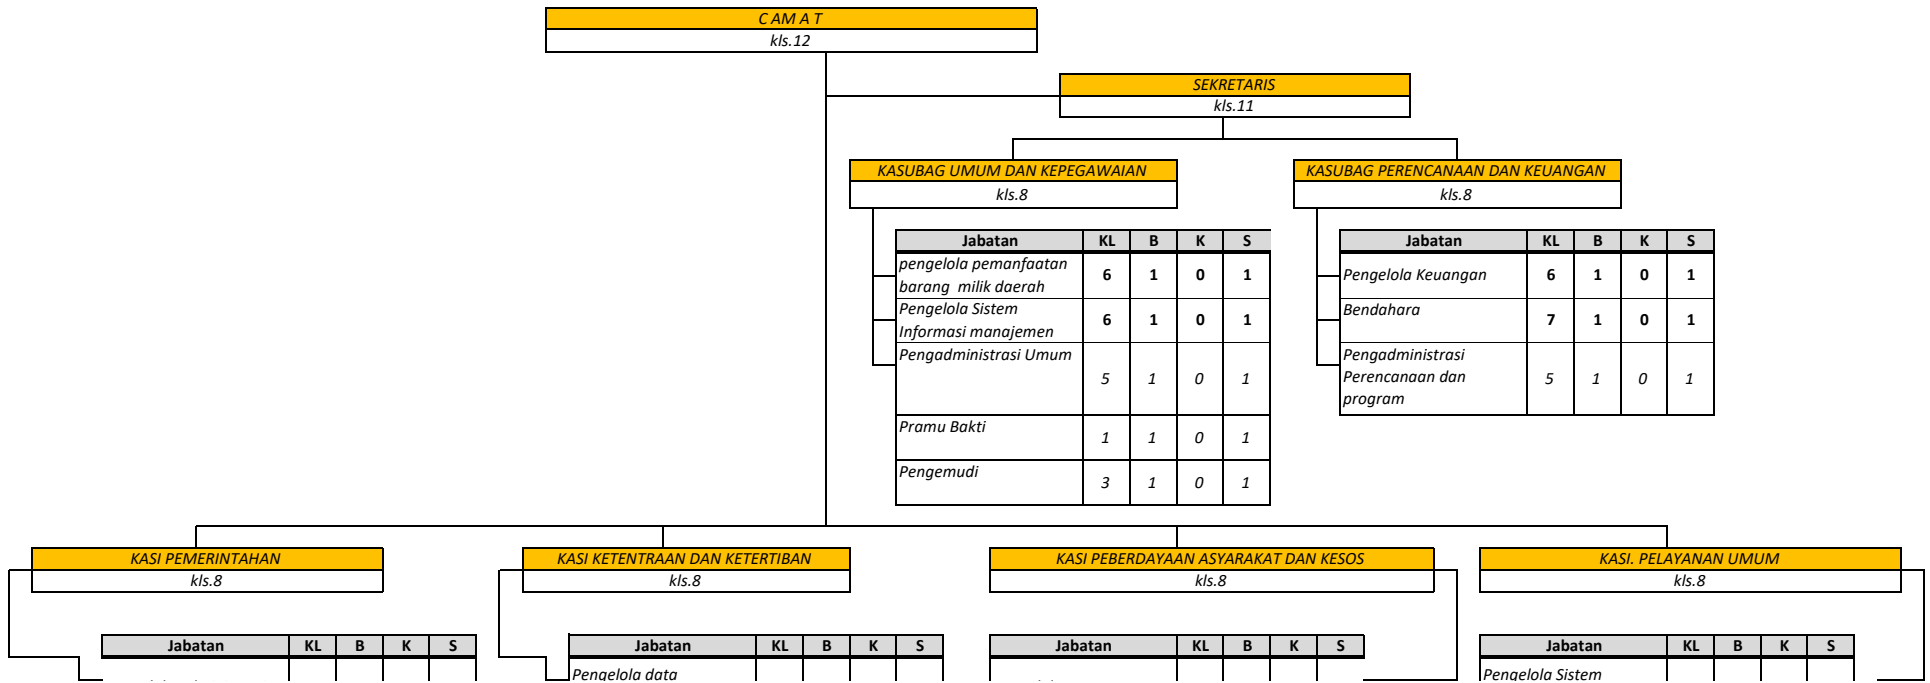 C AM A T
kls.12
SEKRETARIS
kls.11
KASUBAG UMUM DAN KEPEGAWAIAN
kls.8
KASUBAG PERENCANAAN DAN KEUANGAN
kls.8
Jabatan KL B K S
pengelola pemanfaatan
barang milik daerah 6 1 0 1
Pengelola Sistem
Informasi manajemen 6 1 0 1
Pengadministrasi Umum
5 1 0 1
Pramu Bakti
1 1 0 1
Pengemudi
3 1 0 1
Jabatan KL B K S
Pengelola Keuangan 6 1 0 1
Bendahara
7 1 0 1
Pengadministrasi
Perencanaan dan 5 1 0 1
program
KASI PEMERINTAHAN
kls.8
KASI KETENTRAAN DAN KETERTIBAN
kls.8
KASI PEBERDAYAAN ASYARAKAT DAN KESOS
kls.8
KASI. PELAYANAN UMUM
kls.8
Jabatan KL B K S
Jabatan KL B K S
Pengelola data
Jabatan KL B K S
Jabatan KL B K S
Pengelola Sistem